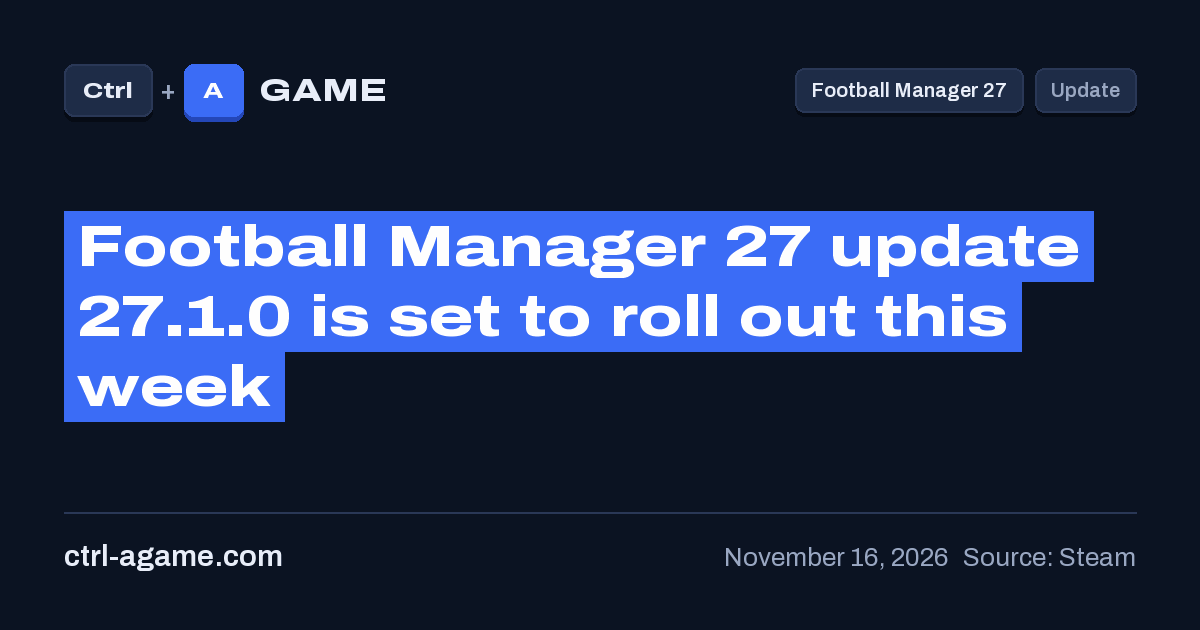 Ctrl + A GAME
Football Manager 27 Update
Football Manager 27 update
27.1.0 is set to roll out this
week
ctrl-agame.com
November 16, 2026 Source: Steam